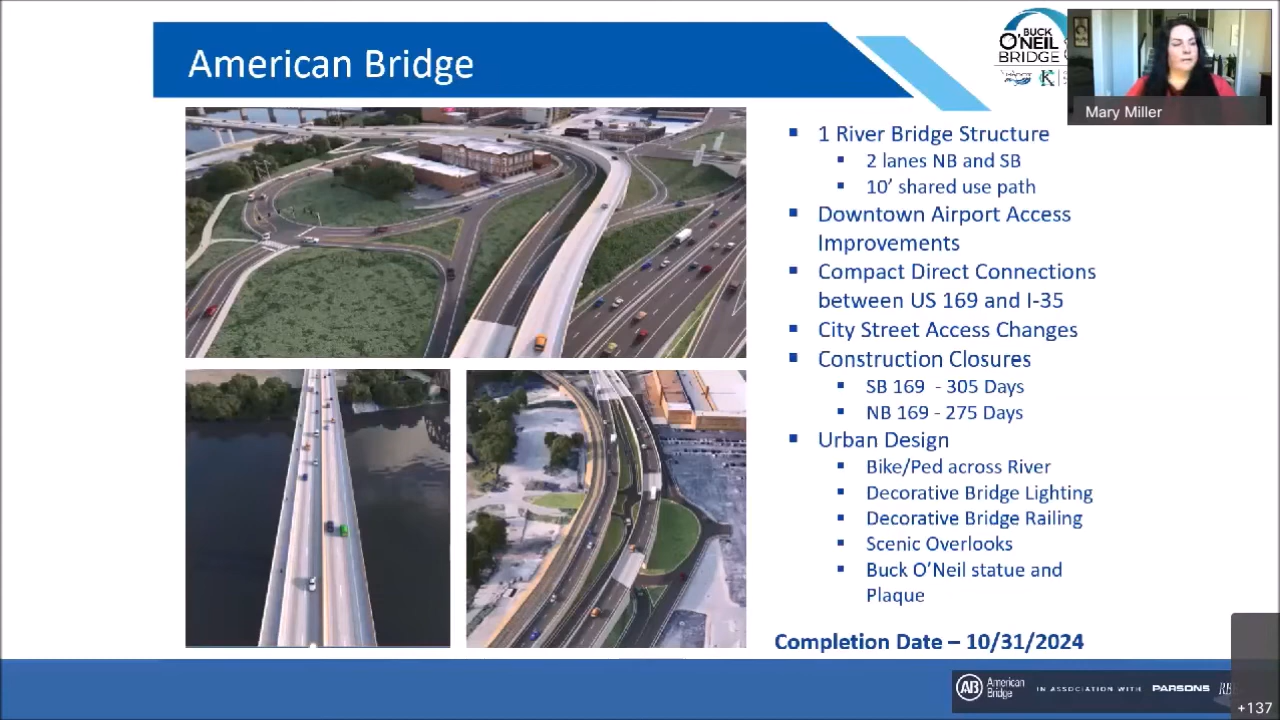 American Bridge
BUCK
O'NEIL
BRIDGE
Mary Miller
▪ 1 River Bridge Structure
▪ 2 lanes NB and SB
▪ 10’ shared use path
▪ Downtown Airport Access
Improvements
▪ Compact Direct Connections
between US 169 and I-35
▪ City Street Access Changes
▪ Construction Closures
▪ SB 169 - 305 Days
▪ NB 169 - 275 Days
▪ Urban Design
▪ Bike/Ped across River
▪ Decorative Bridge Lighting
▪ Decorative Bridge Railing
▪ Scenic Overlooks
▪ Buck O’Neil statue and
Plaque
Completion Date – 10/31/2024
AB American
Bridge
IN ASSOCIATION WITH PARSONS
+137